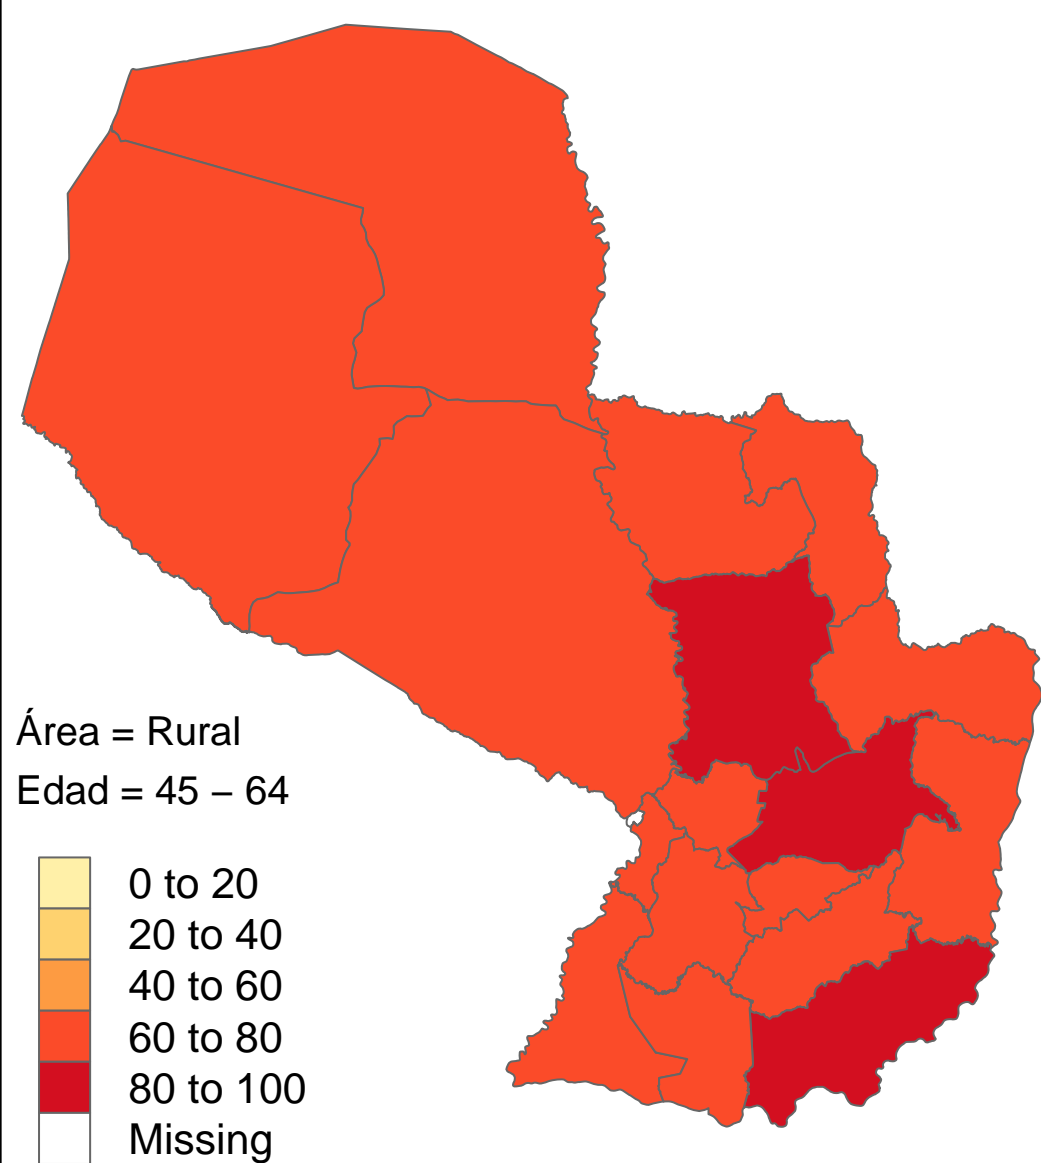 Área = Rural
Edad = 45 – 64
0 to 20
20 to 40
40 to 60
60 to 80
80 to 100
Missing